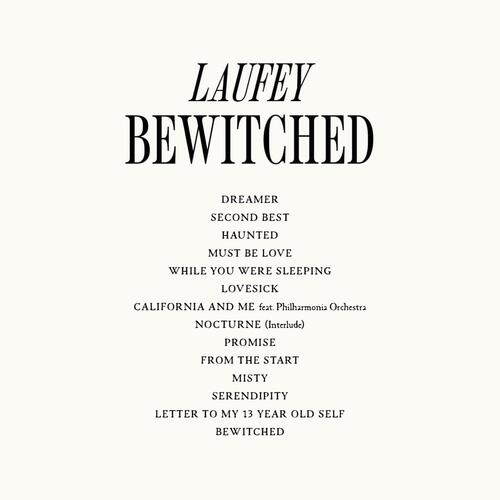 LAUFEY
BEWITCHED
DREAMER
SECOND BEST
HAUNTED
MUST BE LOVE
WHILE YOU WERE SLEEPING
LOVESICK
CALIFORNIA AND ME feat. Philharmonia Orchestra
NOCTURNE (Interlude)
PROMISE
FROM THE START
MISTY
SERENDIPITY
LETTER TO MY 13 YEAR OLD SELF
BEWITCHED